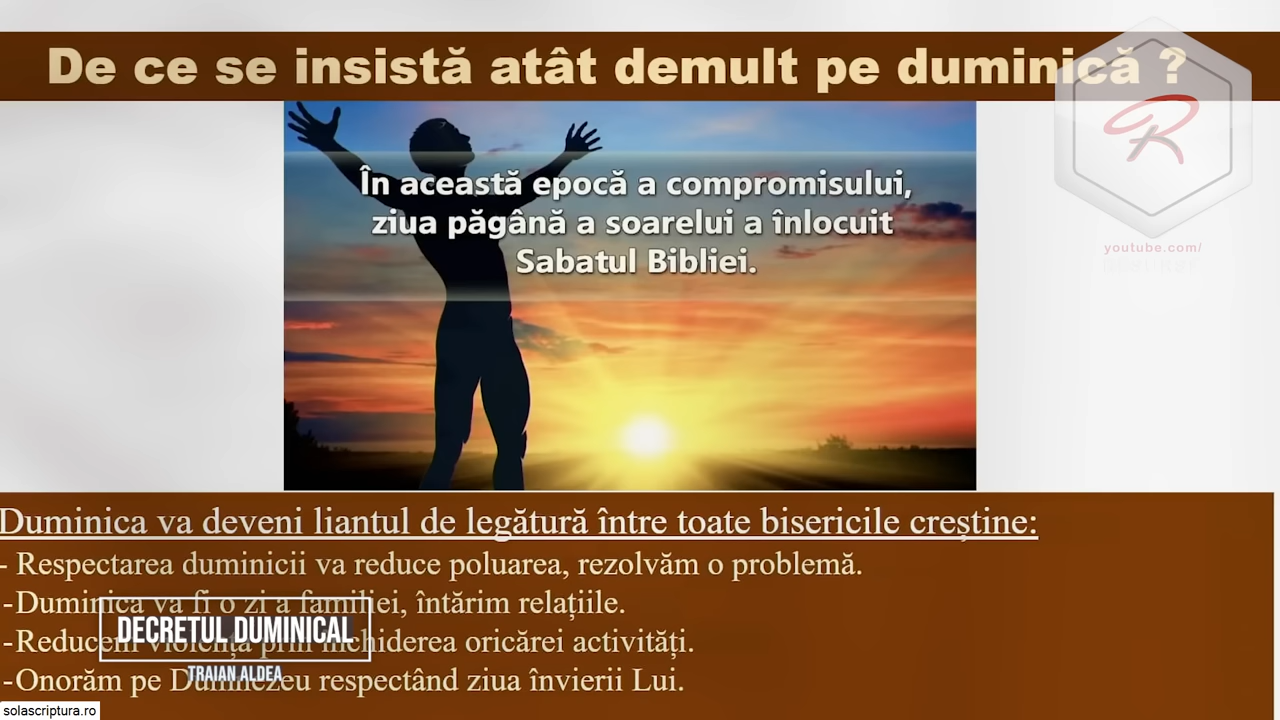 De ce se insistă atât demult pe duminică ?
În această epocă a compromisului,
ziua păgână a soarelui a înlocuit
Sabatul Bibliei.
R
youtube.com/
Duminica va deveni liantul de legătură între toate bisericile creștine:
- Respectarea duminicii va reduce poluarea, rezolvăm o problemă.
-Duminica va fi o zi a familiei, întărim relațiile.
-Reducem violența prin închiderea oricărei activități.
-Onorăm pe Dumnezeu respectând ziua învierii Lui.
DECRETUL DUMINICAL
TRAIAN ALDEA
solascriptura.ro